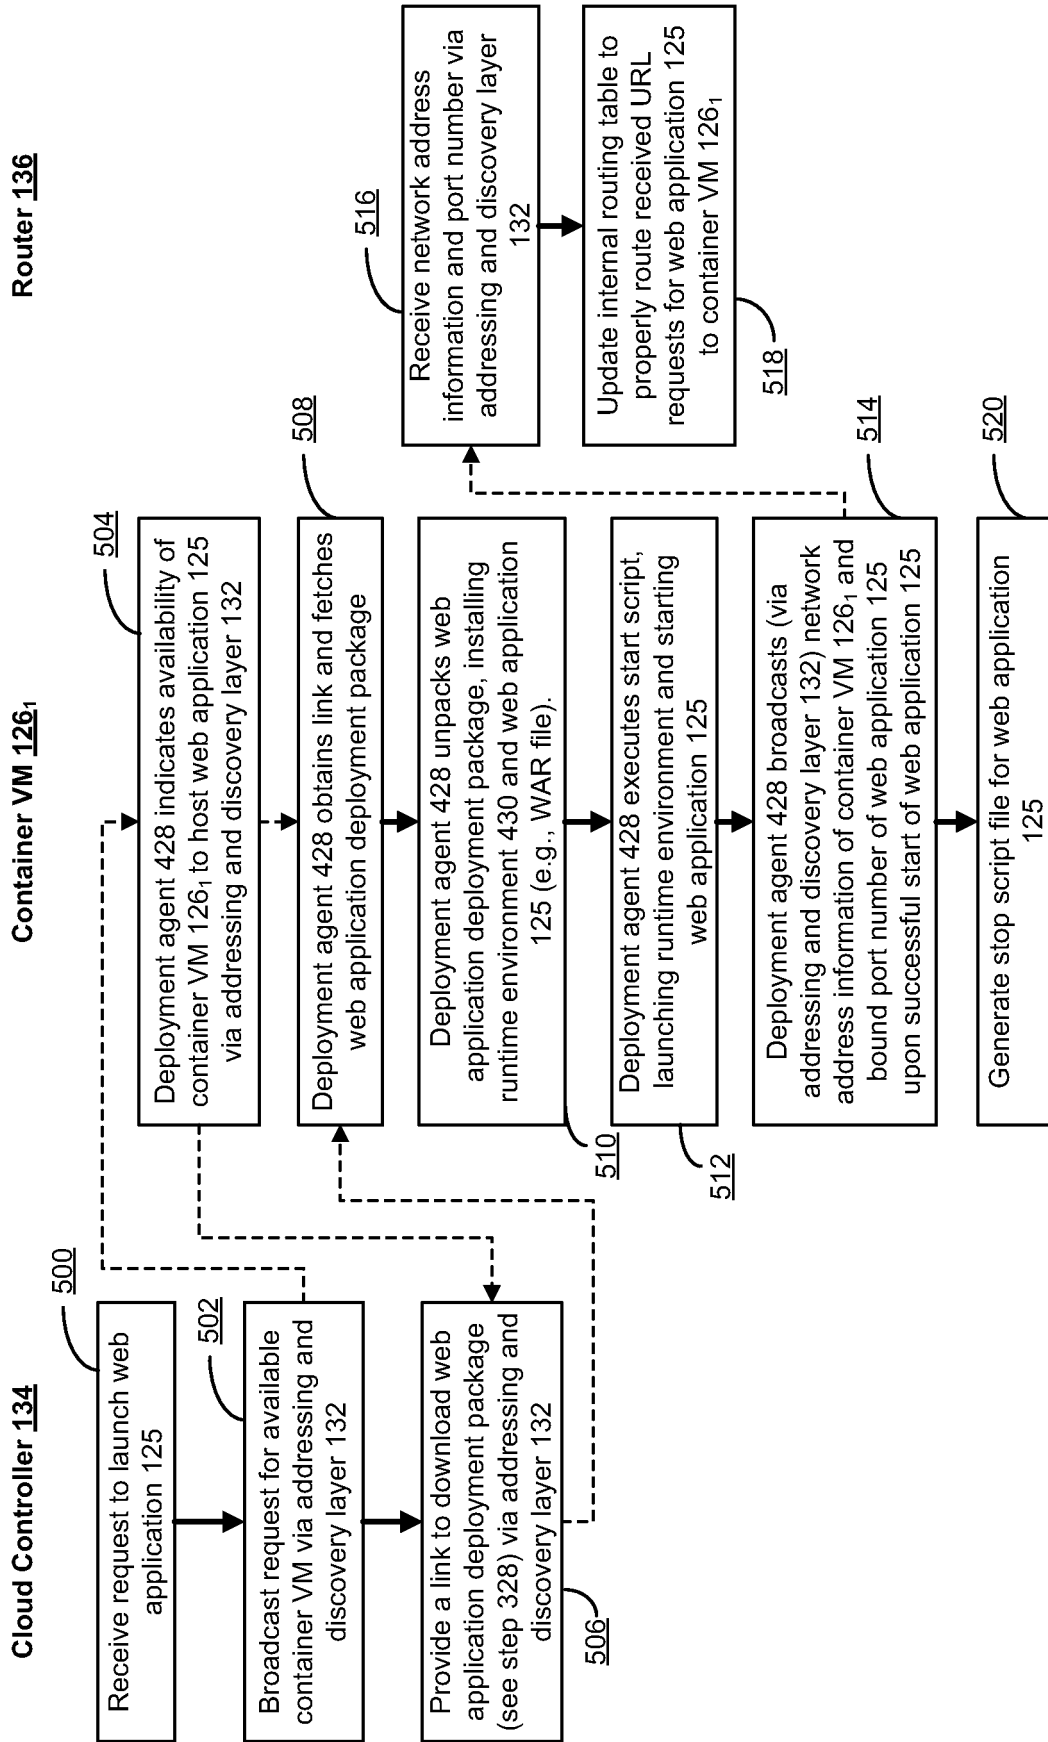 Cloud Controller 134
500
Receive request to launch web
application 125
502
Broadcast request for available
container VM via addressing and
discovery layer 132
Provide a link to download web
application deployment package
(see step 328) via addressing and
discovery layer 132
506
Container VM 126₁
504
Deployment agent 428 indicates availability of
container VM 126₁ to host web application 125
via addressing and discovery layer 132
508
Deployment agent 428 obtains link and fetches
web application deployment package
Deployment agent 428 unpacks web
application deployment package, installing
runtime environment 430 and web application
125 (e.g., WAR file).
510
Deployment agent 428 executes start script,
launching runtime environment and starting
web application 125
512
Deployment agent 428 broadcasts (via
addressing and discovery layer 132) network
address information of container VM 126₁ and
bound port number of web application 125
upon successful start of web application 125
514
520
Generate stop script file for web application
125
Router 136
516
Receive network address
information and port number via
addressing and discovery layer
132
Update internal routing table to
properly route received URL
requests for web application 125
to container VM 126₁
518